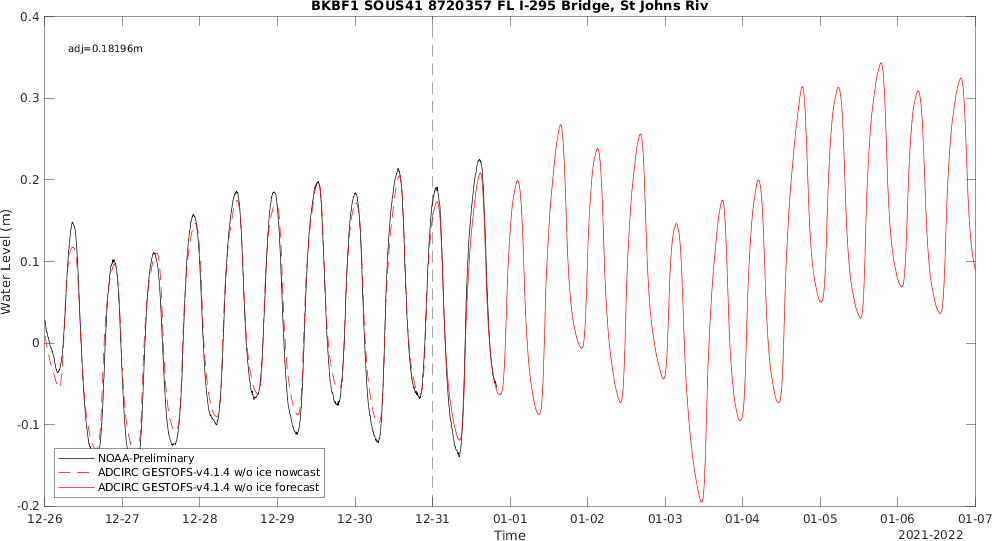 BKBF1 SOUS41 8720357 FL I-295 Bridge, St Johns Riv
0.4
adj=0.18196m
0.3
0.2
0.1
0
-0.1
-0.2
Water Level (m)
NOAA-Preliminary
ADCIRC GESTOFS-v4.1.4 w/o ice nowcast
ADCIRC GESTOFS-v4.1.4 w/o ice forecast
12-26 12-27 12-28 12-29 12-30 12-31 01-01 01-02 01-03 01-04 01-05 01-06 01-07
Time
2021-2022